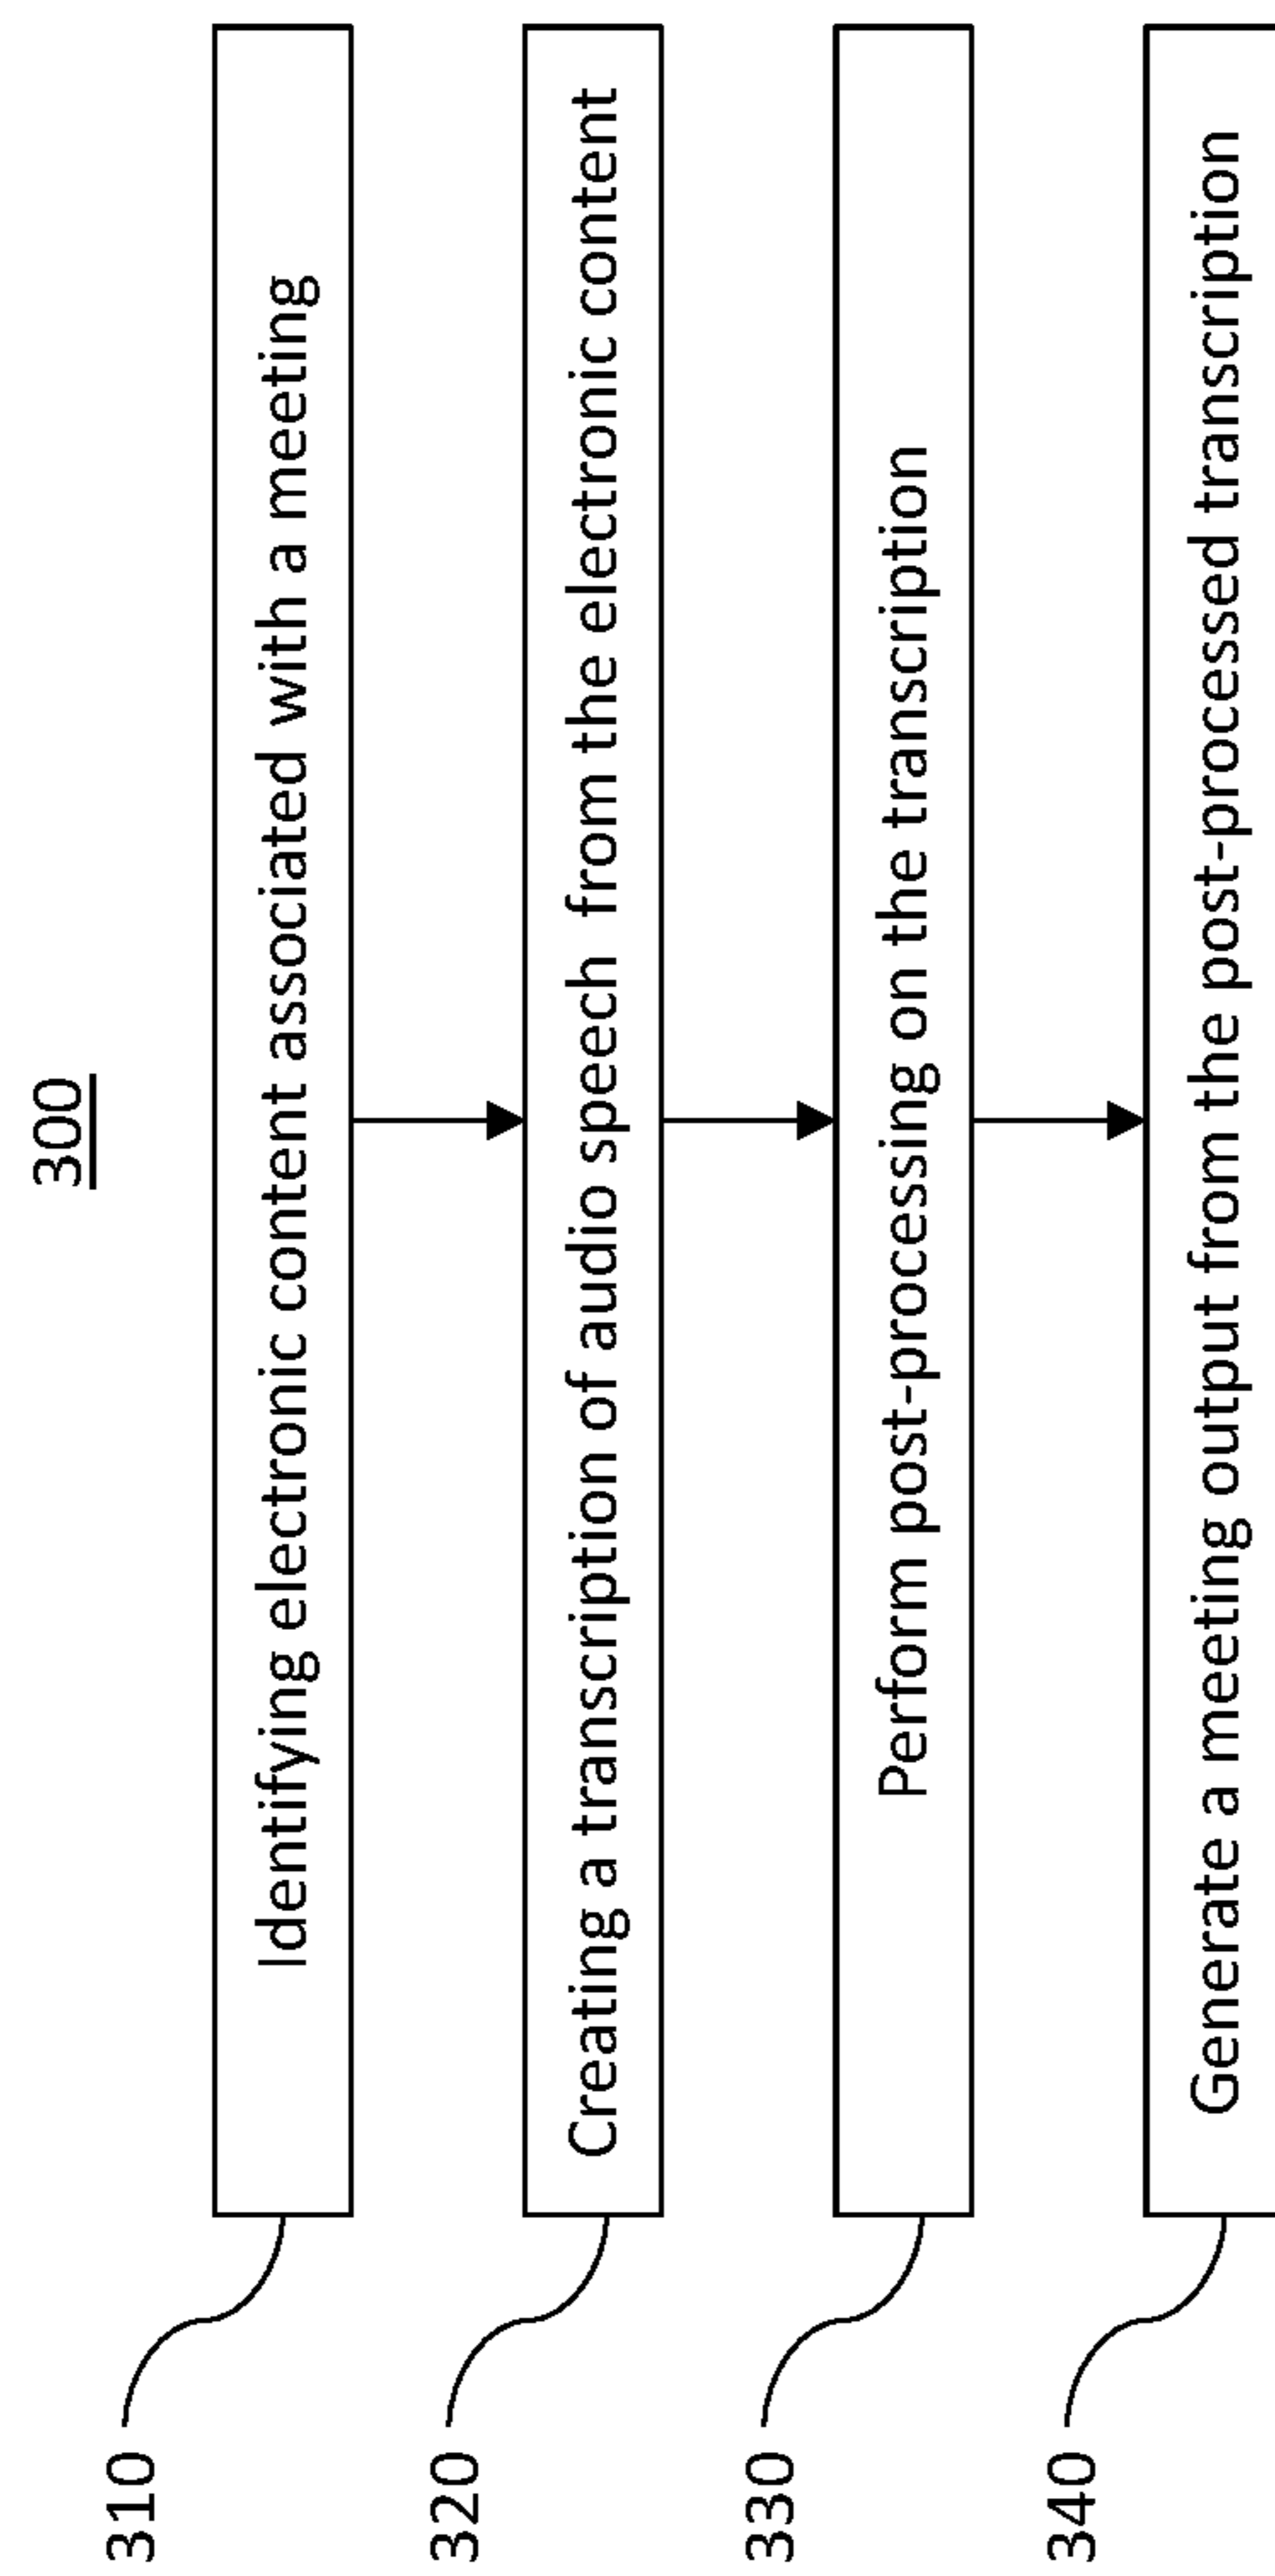 300
310
Identifying electronic content associated with a meeting
320
Creating a transcription of audio speech from the electronic content
330
Perform post-processing on the transcription
340
Generate a meeting output from the post-processed transcription